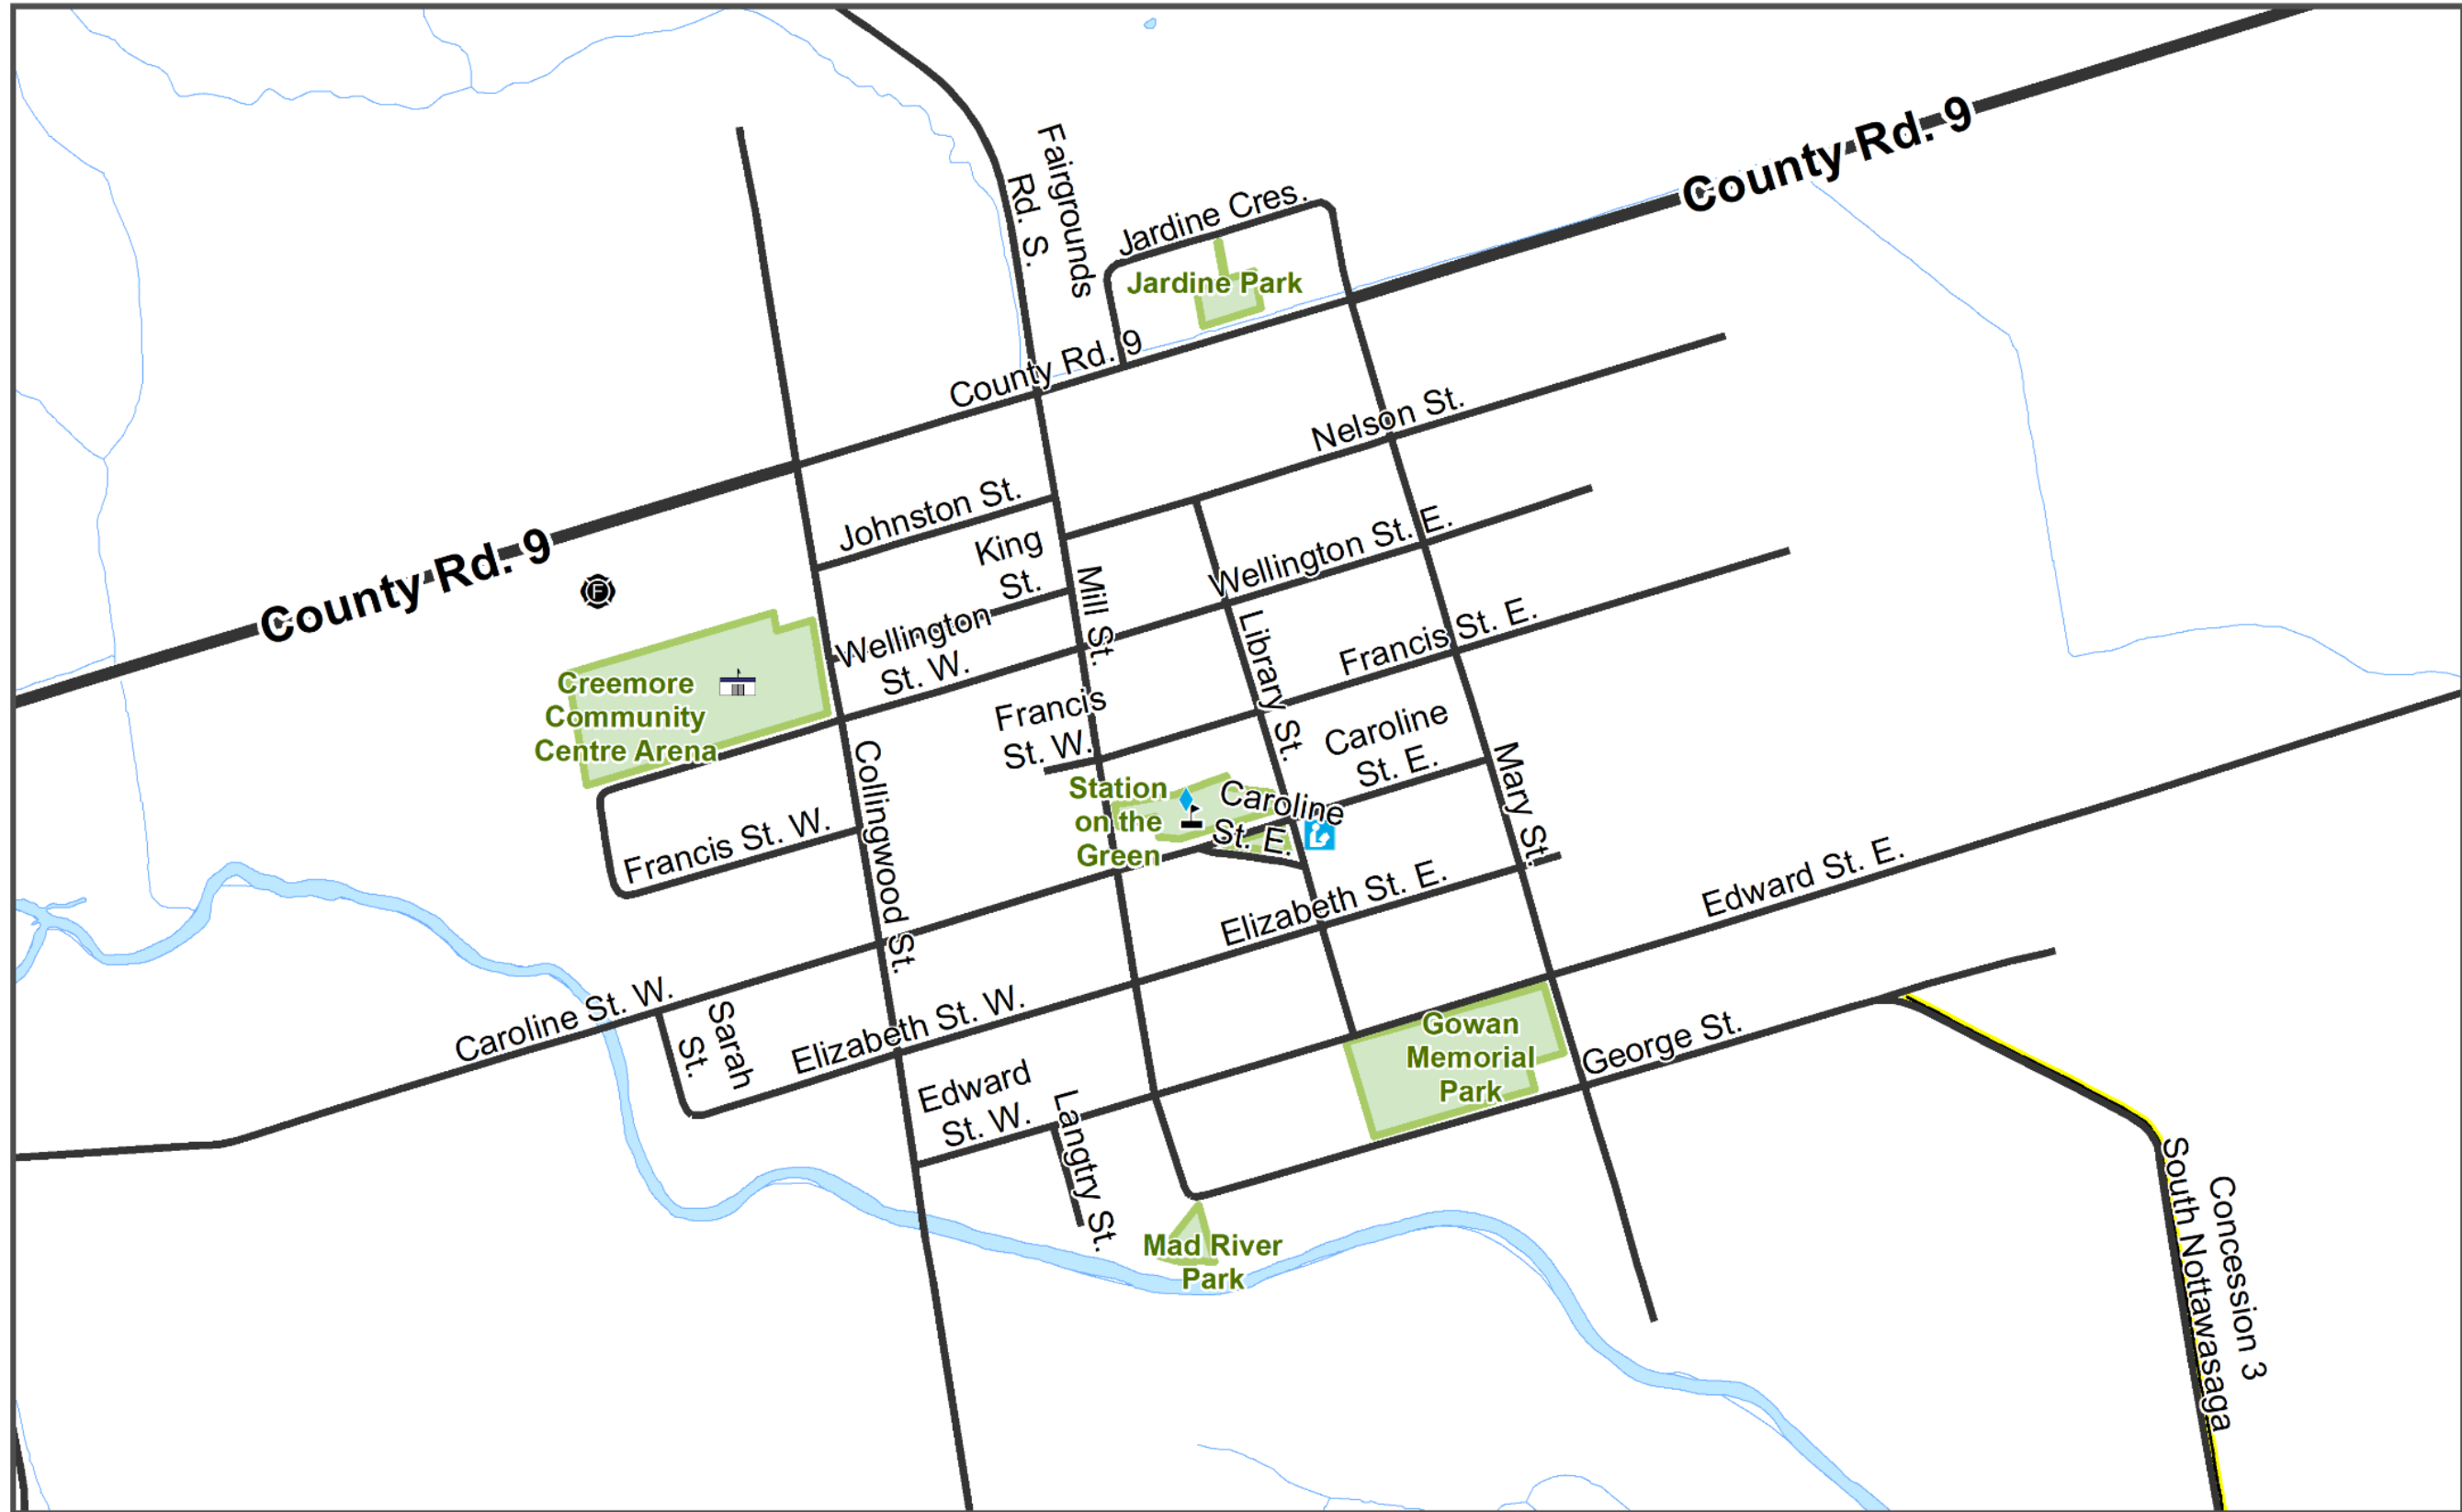 Fairgrounds
Rd. S.
County Rd. 9
Jardine Cres.
Jardine Park
County Rd. 9
Nelson St.
Johnston St.
King
St.
Wellington St. E.
County Rd. 9
F
Mill St.
Wellington
St. W.
Library St.
Francis St. E.
Creemore
Community
Centre Arena
Francis
St. W.
Caroline
St. E.
Collingwood St.
Mary St.
Station
on the
Green
Caroline
St. E.
Francis St. W.
Elizabeth St. E.
Edward St. E.
Caroline St. W.
Sarah
St.
Elizabeth St. W.
Gowan
Memorial
Park
George St.
Edward
St. W.
Langtry St.
Mad River
Park
Concession 3
South Nottawasaga